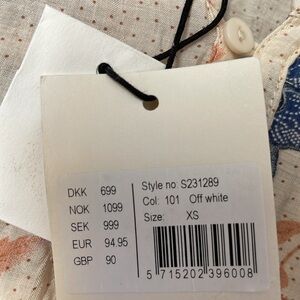 DKK 699
NOK 1099
SEK 999
EUR 94.95
GBP 90
Style no. S231289
Col: 101 Off white
Size: XS
5 715202 396008